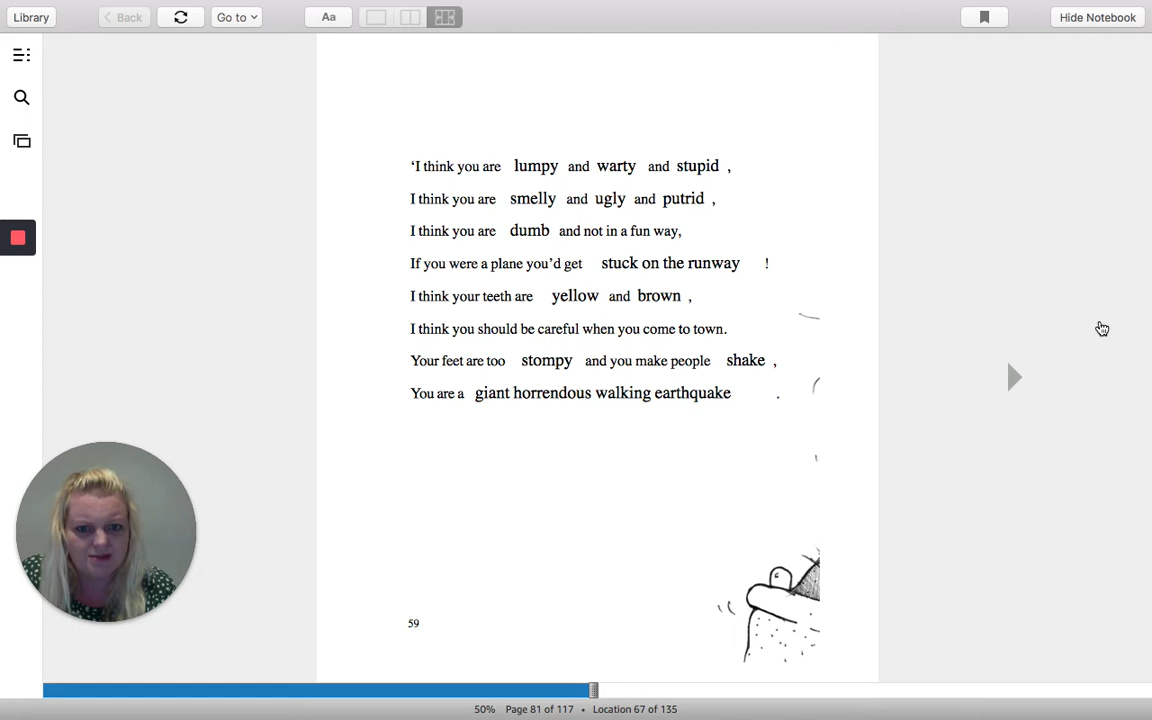 Library
Back
Go to
Aa
Hide Notebook
‘I think you are lumpy and warty and stupid ,
I think you are smelly and ugly and putrid ,
I think you are dumb and not in a fun way,
If you were a plane you’d get stuck on the runway !
I think your teeth are yellow and brown ,
I think you should be careful when you come to town.
Your feet are too stompy and you make people shake ,
You are a giant horrendous walking earthquake .
59
50% Page 81 of 117 • Location 67 of 135